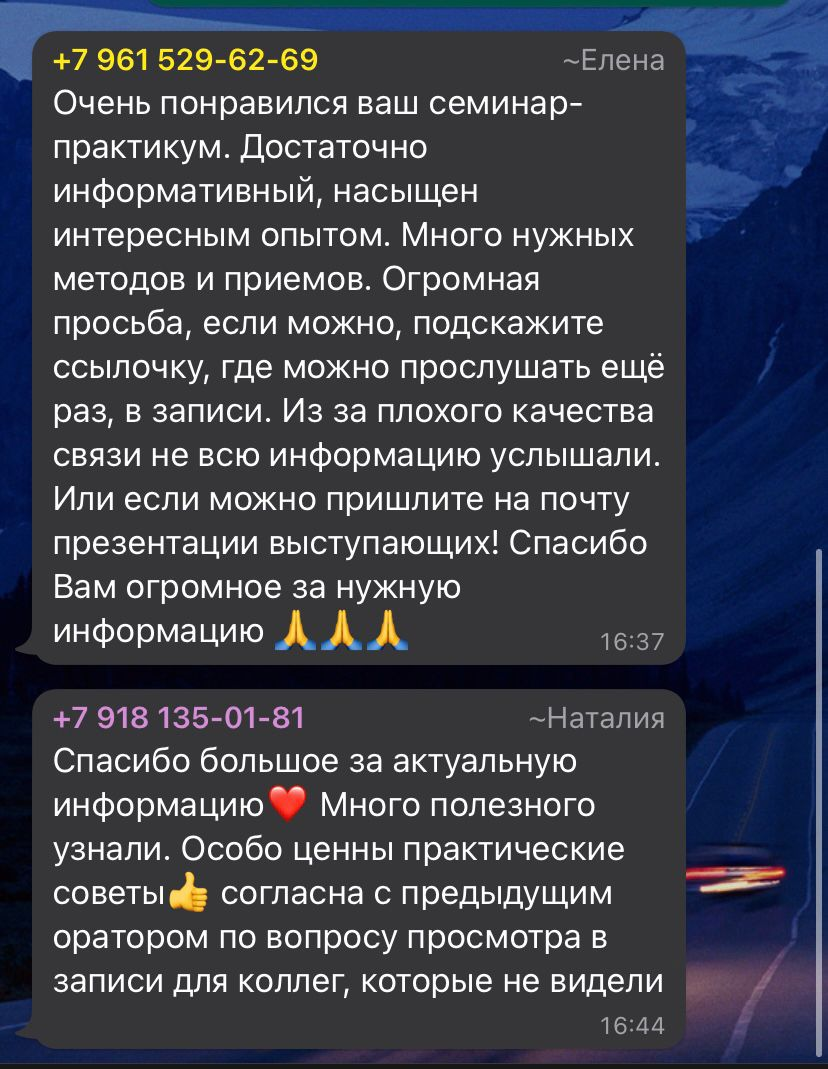 +7 961 529-62-69 ~Елена
Очень понравился ваш семинар-
практикум. Достаточно
информативный, насыщен
интересным опытом. Много нужных
методов и приемов. Огромная
просьба, если можно, подскажите
ссылочку, где можно прослушать ещё
раз, в записи. Из за плохого качества
связи не всю информацию услышали.
Или если можно пришлите на почту
презентации выступающих! Спасибо
Вам огромное за нужную
информацию 🙏🙏🙏 16:37
+7 918 135-01-81 ~Наталия
Спасибо большое за актуальную
информацию❤️ Много полезного
узнали. Особо ценны практические
советы👍 согласна с предыдущим
оратором по вопросу просмотра в
записи для коллег, которые не видели
16:44